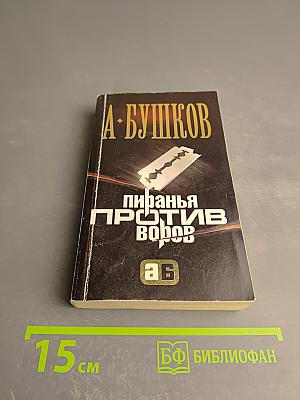 А·БУШКОВ
пиранья
ПРОТИВ
воров
аБ
15 см
БФ БИБЛИОФАН